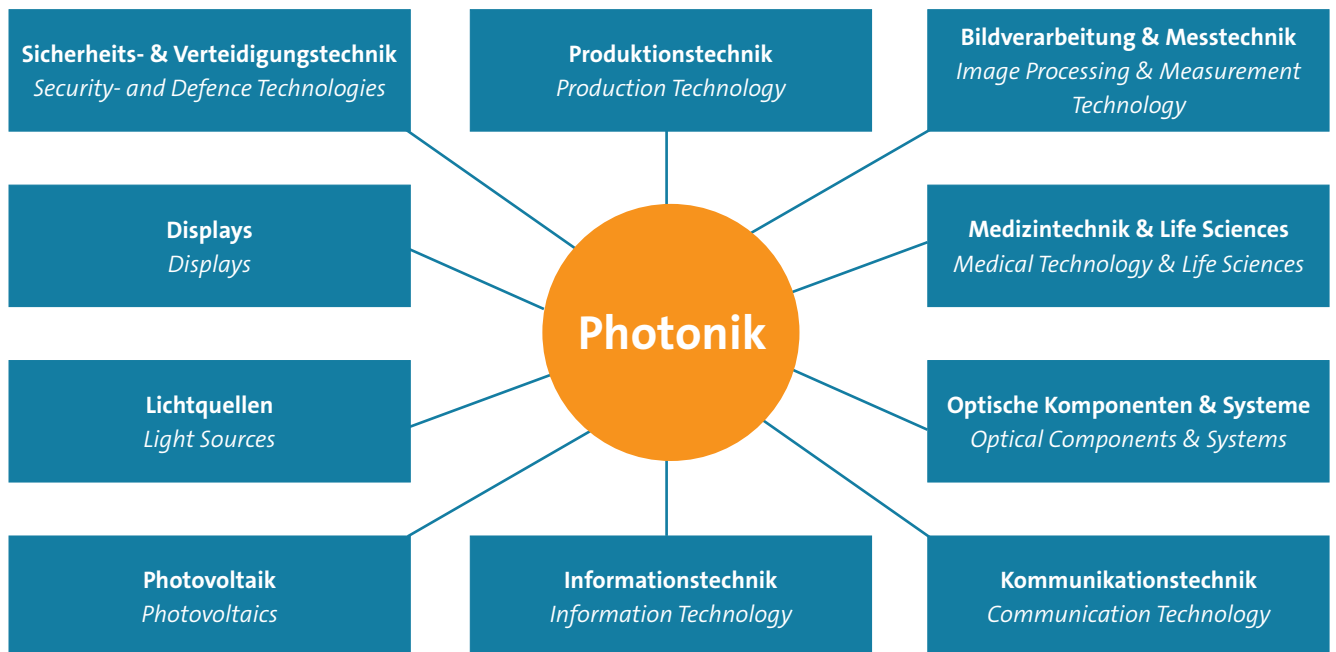 Sicherheits- & Verteidigungstechnik
Security- and Defence Technologies
Produktionstechnik
Production Technology
Bildverarbeitung & Messtechnik
Image Processing & Measurement
Technology
Displays
Displays
Medizintechnik & Life Sciences
Medical Technology & Life Sciences
Photonik
Lichtquellen
Light Sources
Optische Komponenten & Systeme
Optical Components & Systems
Photovoltaik
Photovoltaics
Informationstechnik
Information Technology
Kommunikationstechnik
Communication Technology